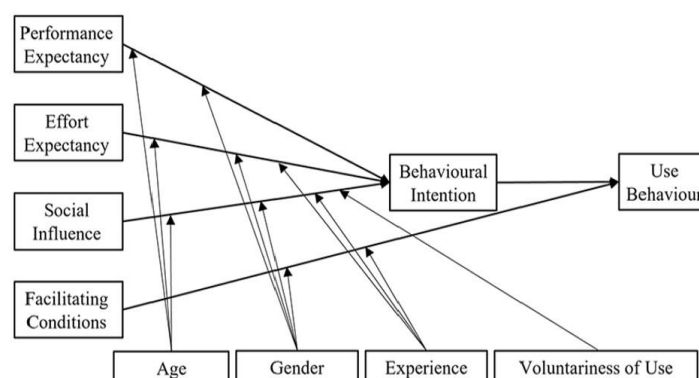 Performance
Expectancy
Effort
Expectancy
Social
Influence
Facilitating
Conditions
Behavioural
Intention
Use
Behaviour
Age
Gender
Experience
Voluntariness of Use